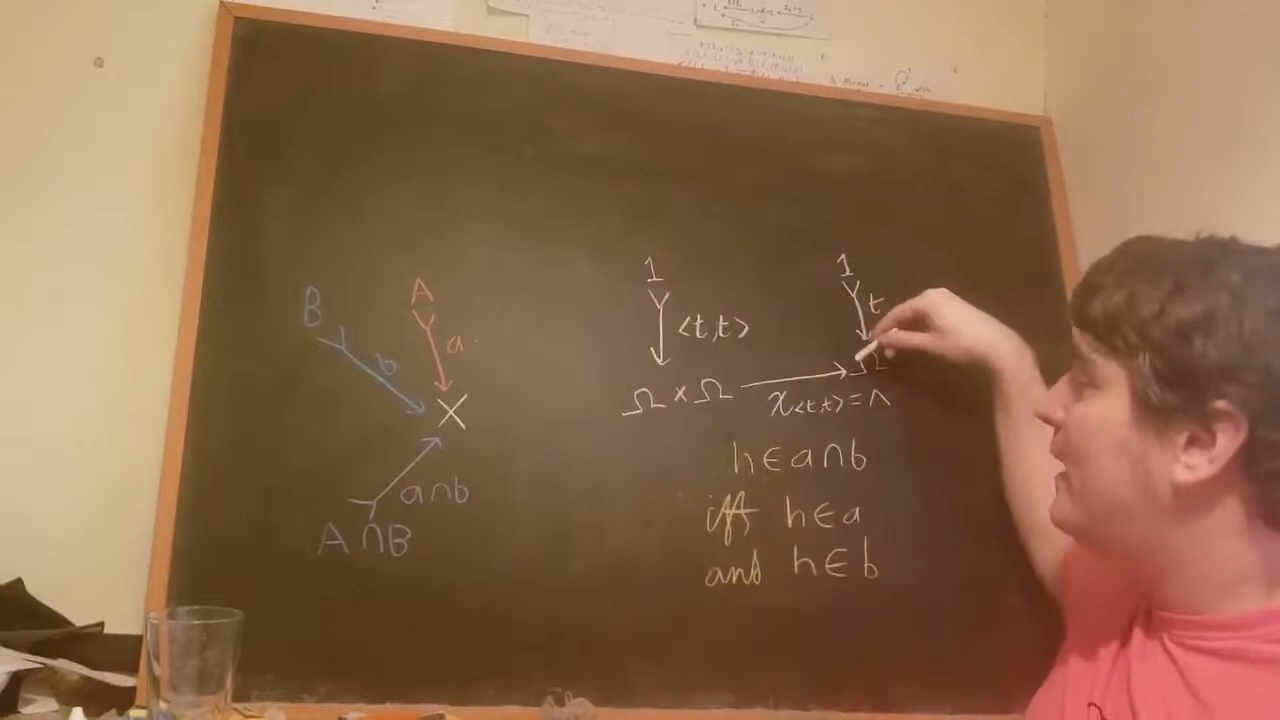 B
A
b
a
X
a∩b
A∩B
1
1
<t,t>
t
Ω×Ω
Ω
χ<t,t>=∧
h∈a∩b
iff h∈a
and h∈b